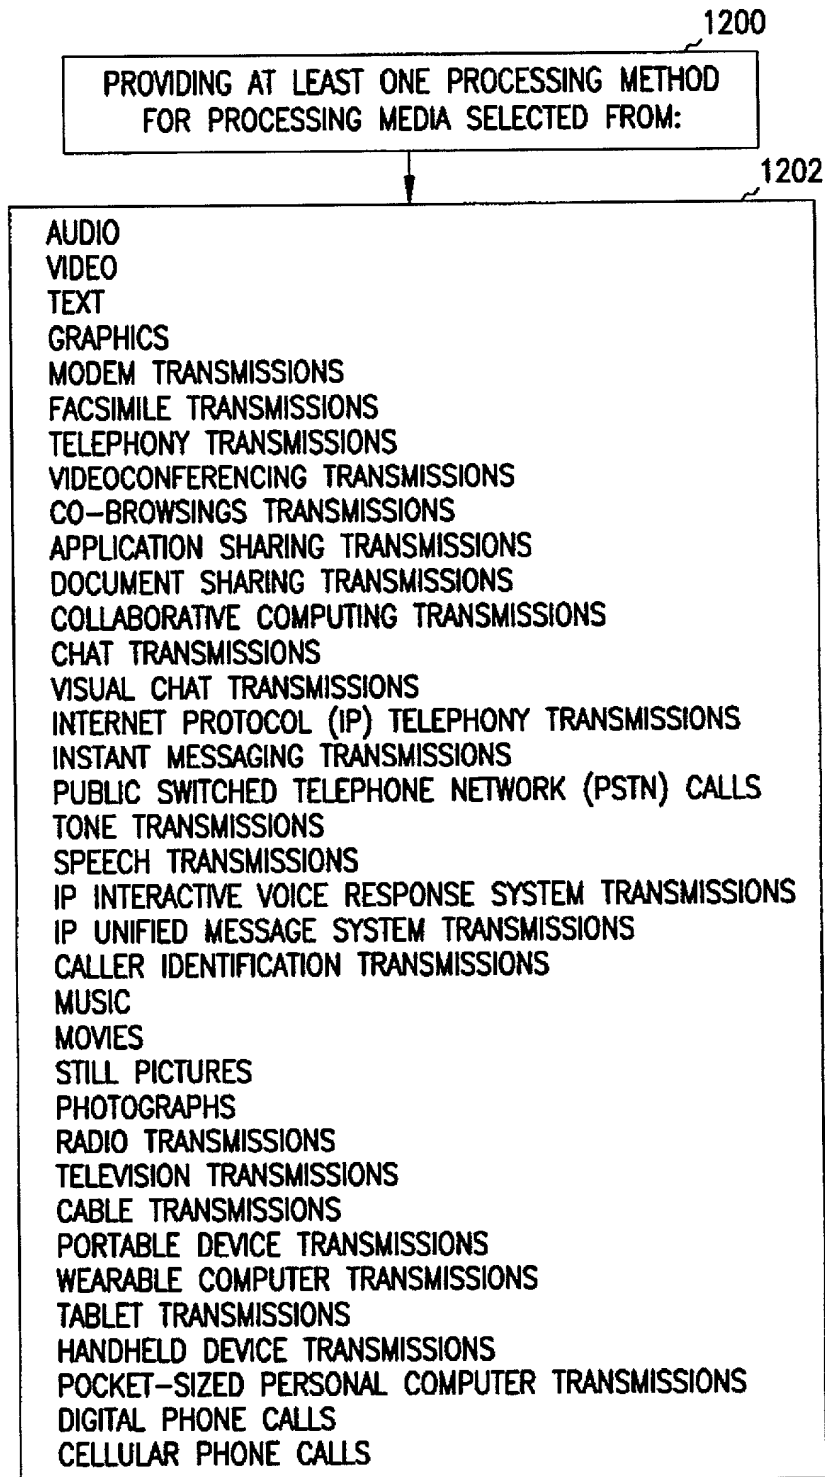 1200
PROVIDING AT LEAST ONE PROCESSING METHOD
FOR PROCESSING MEDIA SELECTED FROM:
1202
AUDIO
VIDEO
TEXT
GRAPHICS
MODEM TRANSMISSIONS
FACSIMILE TRANSMISSIONS
TELEPHONY TRANSMISSIONS
VIDEOCONFERENCING TRANSMISSIONS
CO-BROWSINGS TRANSMISSIONS
APPLICATION SHARING TRANSMISSIONS
DOCUMENT SHARING TRANSMISSIONS
COLLABORATIVE COMPUTING TRANSMISSIONS
CHAT TRANSMISSIONS
VISUAL CHAT TRANSMISSIONS
INTERNET PROTOCOL (IP) TELEPHONY TRANSMISSIONS
INSTANT MESSAGING TRANSMISSIONS
PUBLIC SWITCHED TELEPHONE NETWORK (PSTN) CALLS
TONE TRANSMISSIONS
SPEECH TRANSMISSIONS
IP INTERACTIVE VOICE RESPONSE SYSTEM TRANSMISSIONS
IP UNIFIED MESSAGE SYSTEM TRANSMISSIONS
CALLER IDENTIFICATION TRANSMISSIONS
MUSIC
MOVIES
STILL PICTURES
PHOTOGRAPHS
RADIO TRANSMISSIONS
TELEVISION TRANSMISSIONS
CABLE TRANSMISSIONS
PORTABLE DEVICE TRANSMISSIONS
WEARABLE COMPUTER TRANSMISSIONS
TABLET TRANSMISSIONS
HANDHELD DEVICE TRANSMISSIONS
POCKET-SIZED PERSONAL COMPUTER TRANSMISSIONS
DIGITAL PHONE CALLS
CELLULAR PHONE CALLS